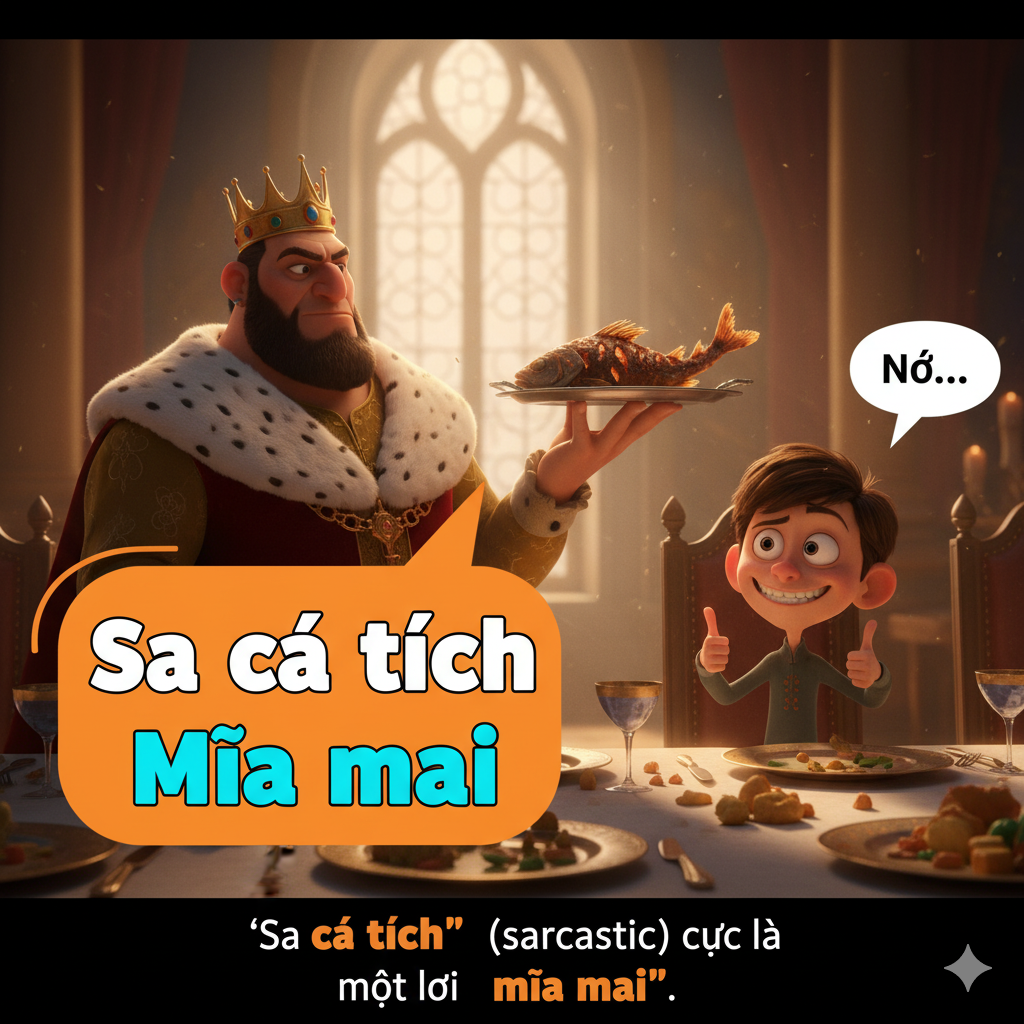 Nớ...
Sa cá tích
Mĩa mai
‘Sa cá tích” (sarcastic) cực là
một lơi mĩa mai”.